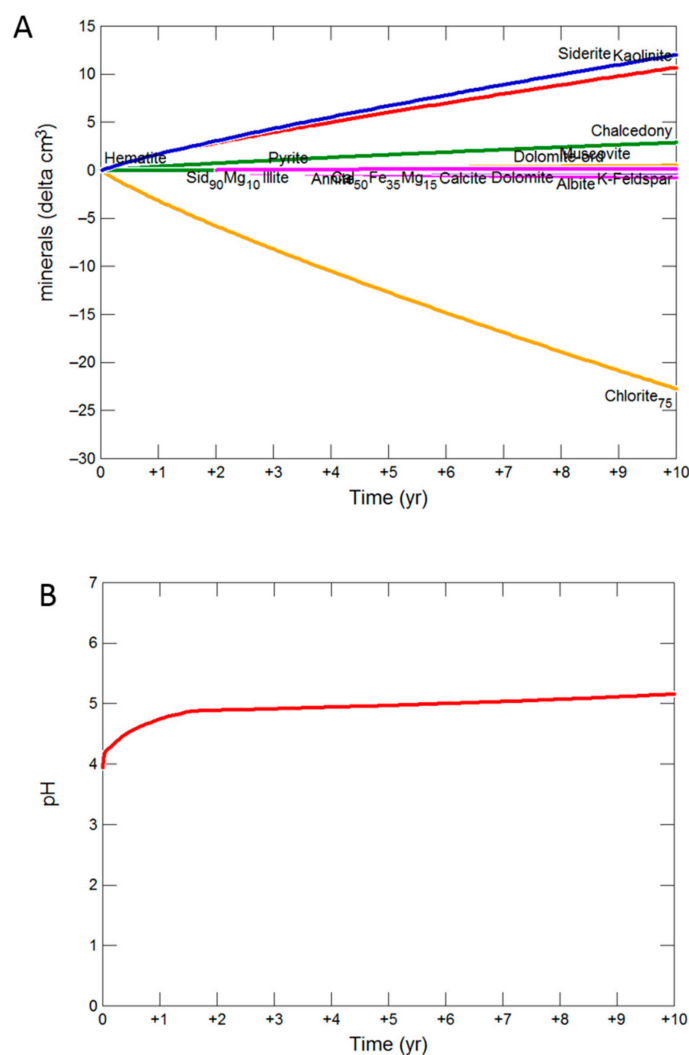 A
15
10
5
0
−5
−10
−15
−20
−25
−30
minerals (delta cm³)
Siderite Kaolinite
Chalcedony
Hematite Pyrite Dolomite-ord Muscovite
Sid₉₀Mg₁₀ Illite Annite Cal₅₀Fe₃₅Mg₁₅ Calcite Dolomite Albite K-Feldspar
Chlorite₇₅
0 +1 +2 +3 +4 +5 +6 +7 +8 +9 +10
Time (yr)
B
7
6
5
4
3
2
1
0
pH
0 +1 +2 +3 +4 +5 +6 +7 +8 +9 +10
Time (yr)